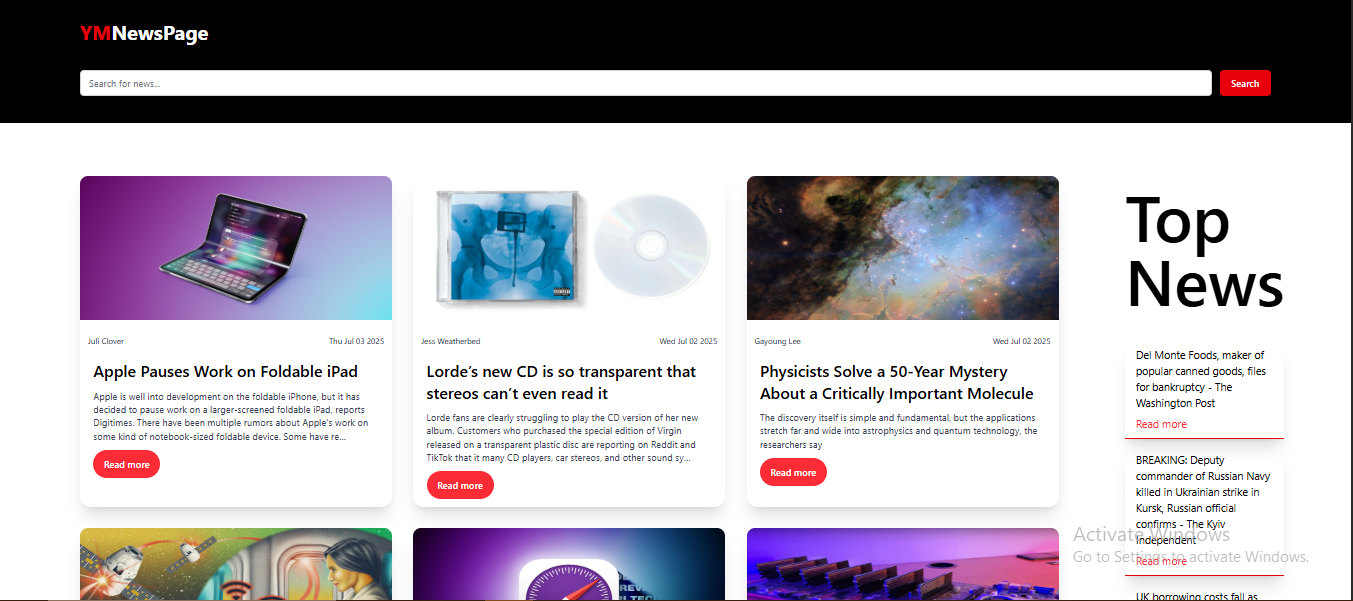 YMNewsPage
Search for news...
Search
Juli Clover
Thu Jul 03 2025
Apple Pauses Work on Foldable iPad
Apple is well into development on the foldable iPhone, but it has
decided to pause work on a larger-screened foldable iPad, reports
Digitimes. There have been multiple rumors about Apple's work on
some kind of notebook-sized foldable device. Some have re...
Read more
Jess Weatherbed
Wed Jul 02 2025
Lorde’s new CD is so transparent that
stereos can’t even read it
Lorde fans are clearly struggling to play the CD version of her new
album. Customers who purchased the special edition of Virgin
released on a transparent plastic disc are reporting on Reddit and
TikTok that it many CD players, car stereos, and other sound sy...
Read more
Gayoung Lee
Wed Jul 02 2025
Physicists Solve a 50-Year Mystery
About a Critically Important Molecule
The discovery itself is simple and fundamental, but the applications
stretch far and wide into astrophysics and quantum technology, the
researchers say
Read more
Top
News
Del Monte Foods, maker of
popular canned goods, files
for bankruptcy - The
Washington Post
Read more
BREAKING: Deputy
commander of Russian Navy
killed in Ukrainian strike in
Kursk, Russian official
confirms - The Kyiv
Independent
Read more
UK borrowing costs fall as
Activate Windows
Go to Settings to activate Windows.